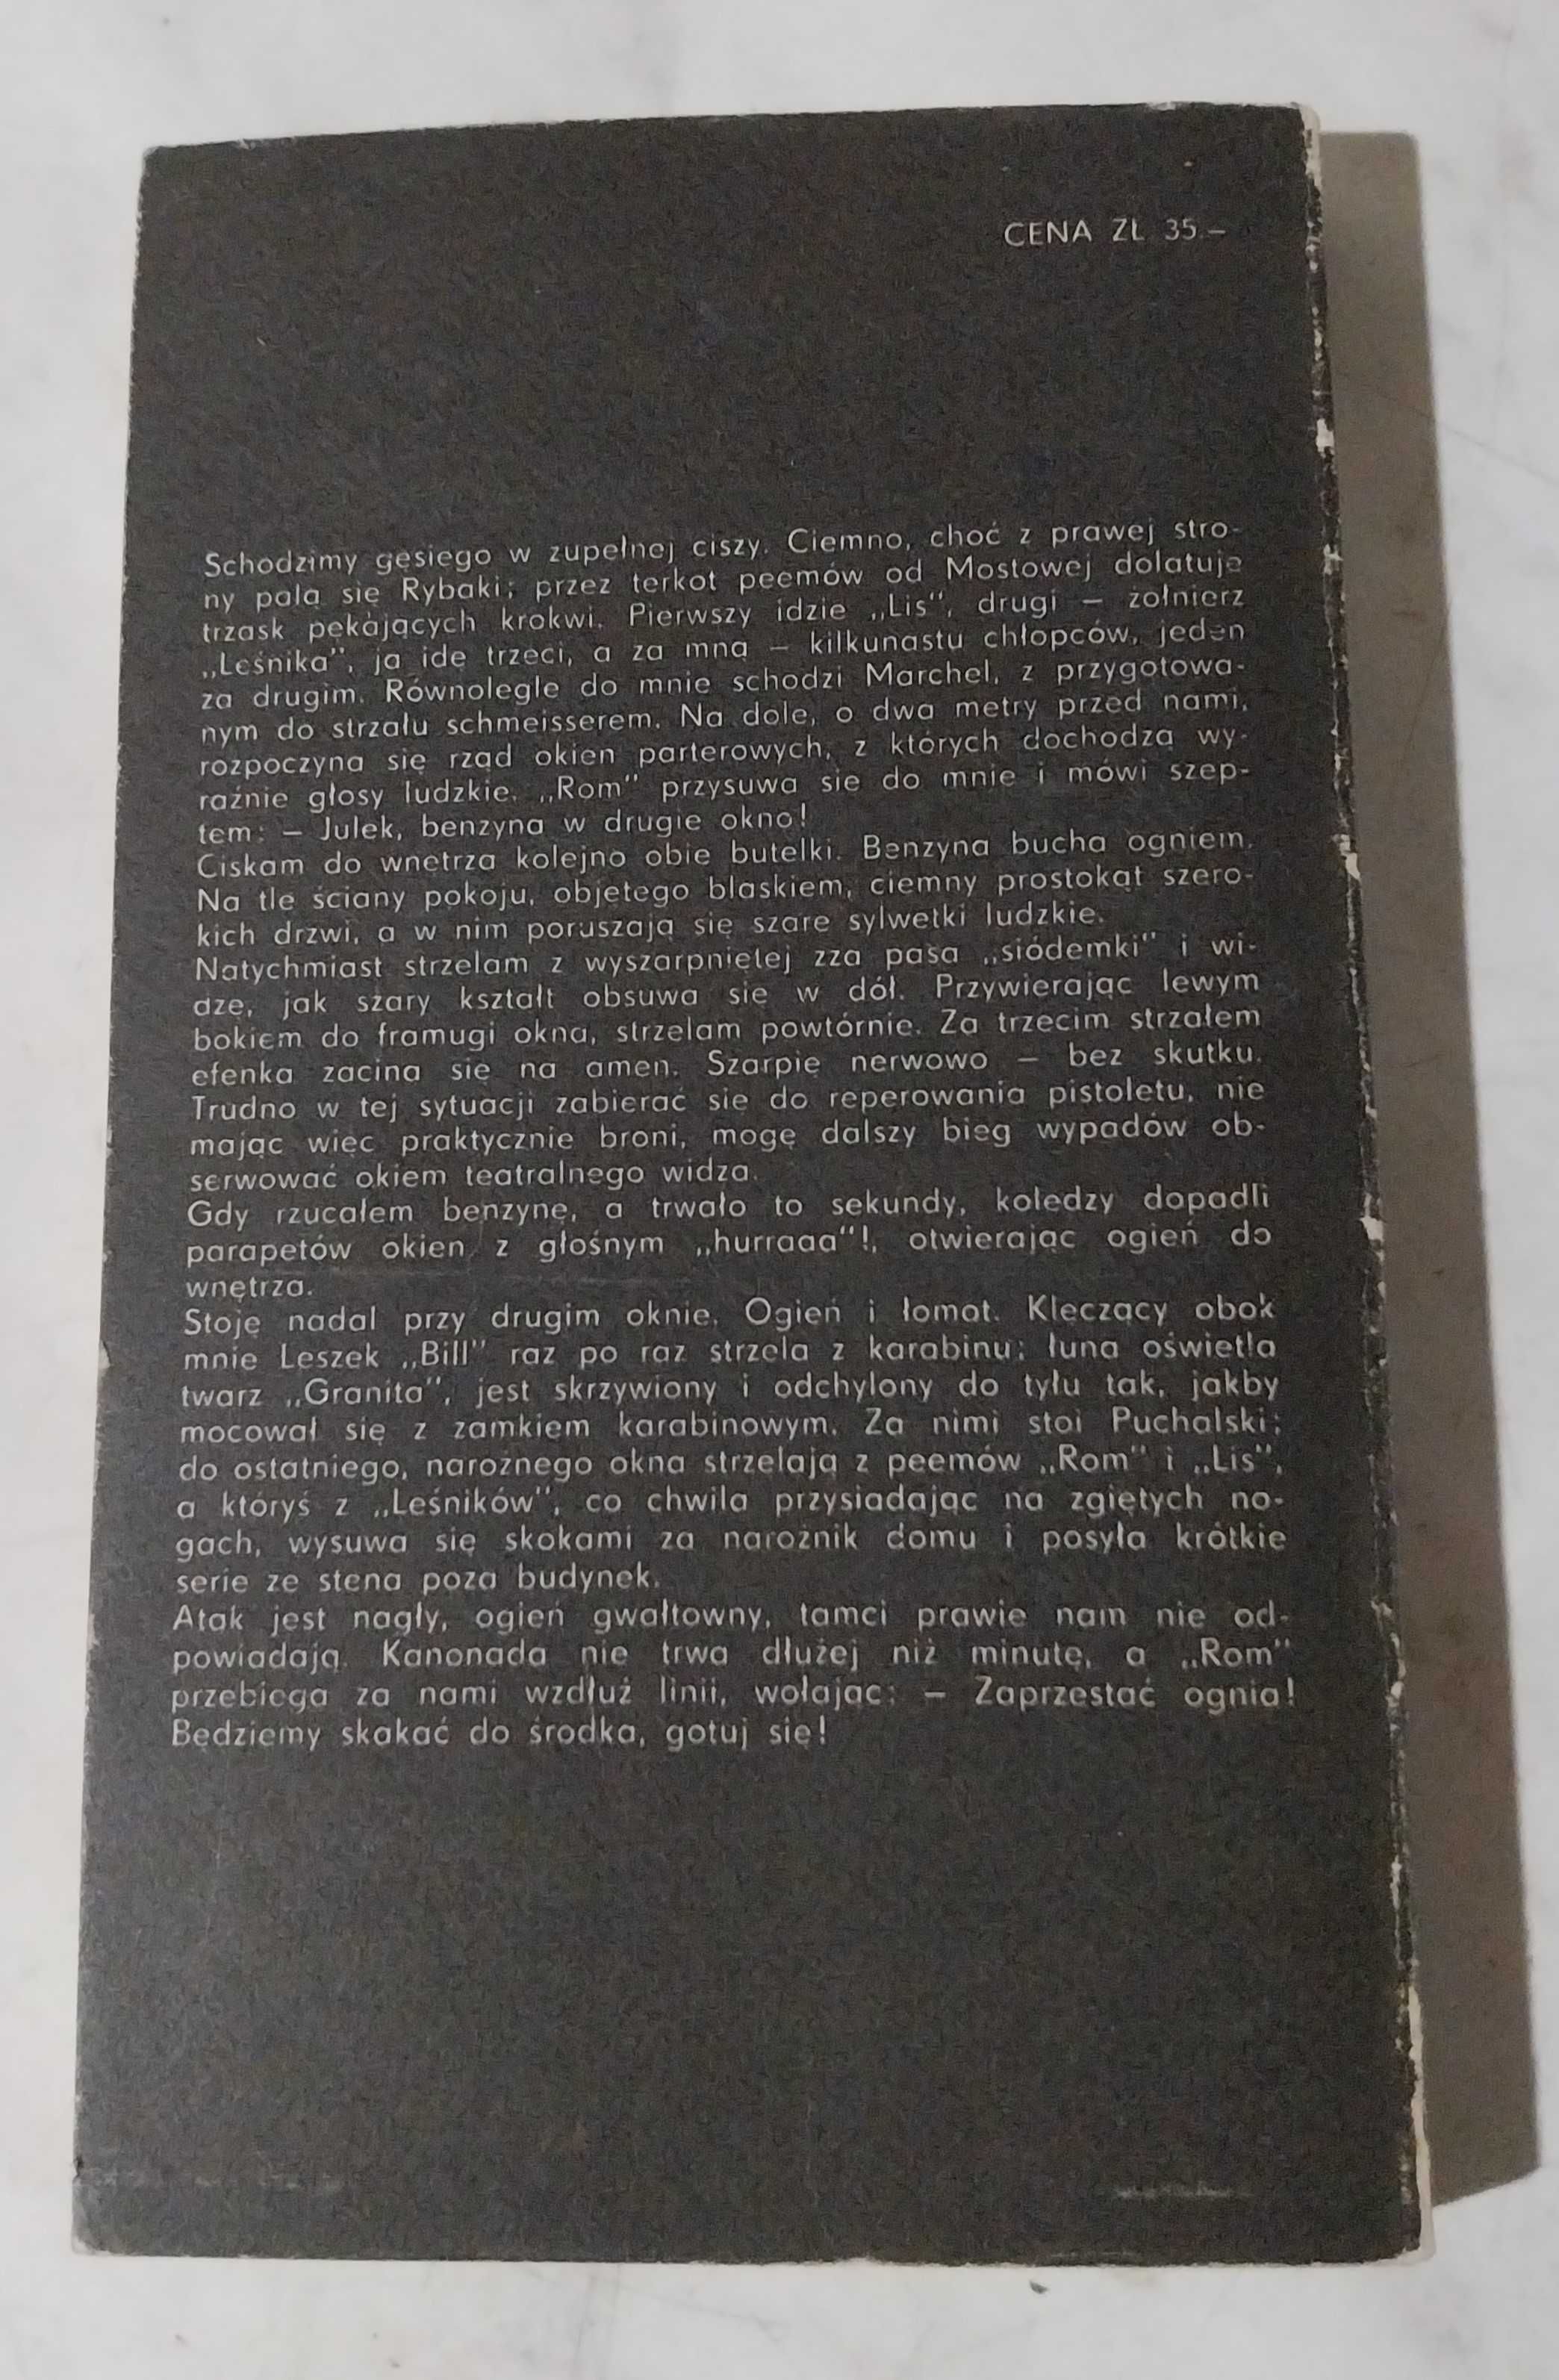 CENA ZŁ 35.–
Schodzimy gęsiego w zupełnej ciszy. Ciemno, choć z prawej stro-
ny palą się Rybaki; przez terkot peemów od Mostowej dolatuje
trzask pękających krokwi. Pierwszy idzie „Lis", drugi – żołnierz
„Leśnika", ja idę trzeci, a za mną – kilkunastu chłopców, jeden
za drugim. Równolegle do mnie schodzi Marchel, z przygotowa-
nym do strzału schmeisserem. Na dole, o dwa metry przed nami,
rozpoczyna się rząd okien parterowych, z których dochodzą wy-
raźnie głosy ludzkie. „Rom" przysuwa się do mnie i mówi szep-
tem: – Julek, benzyna w drugie okno!
Ciskam do wnętrza kolejno obie butelki. Benzyna bucha ogniem.
Na tle ściany pokoju, objętego blaskiem, ciemny prostokąt szero-
kich drzwi, a w nim poruszają się szare sylwetki ludzkie.
Natychmiast strzelam z wyszarpniętej zza pasa „siódemki" i wi-
dzę, jak szary kształt obsuwa się w dół. Przywierając lewym
bokiem do framugi okna, strzelam powtórnie. Za trzecim strzałem
efenka zacina się na amen. Szarpię nerwowo – bez skutku.
Trudno w tej sytuacji zabierać się do reperowania pistoletu, nie
mając więc praktycznie broni, mogę dalszy bieg wypadów ob-
serwować okiem teatralnego widza.
Gdy rzucałem benzynę, a trwało to sekundy, koledzy dopadli
parapetów okien z głośnym „hurraaa"!, otwierając ogień do
wnętrza.
Stoję nadal przy drugim oknie. Ogień i łomot. Klęczący obok
mnie Leszek „Bill" raz po raz strzela z karabinu; łuna oświetla
twarz „Granita", jest skrzywiony i odchylony do tyłu tak, jakby
mocował się z zamkiem karabinowym. Za nimi stoi Puchalski;
do ostatniego, narożnego okna strzelają z peemów „Rom" i „Lis",
a któryś z „Leśników", co chwila przysiadając na zgiętych no-
gach, wysuwa się skokami za narożnik domu i posyła krótkie
serie ze stena poza budynek.
Atak jest nagły, ogień gwałtowny, tamci prawie nam nie od-
powiadają. Kanonada nie trwa dłużej niż minutę, a „Rom"
przebiega za nami wzdłuż linii, wołając: – Zaprzestać ognia!
Będziemy skakać do środka, gotuj się!